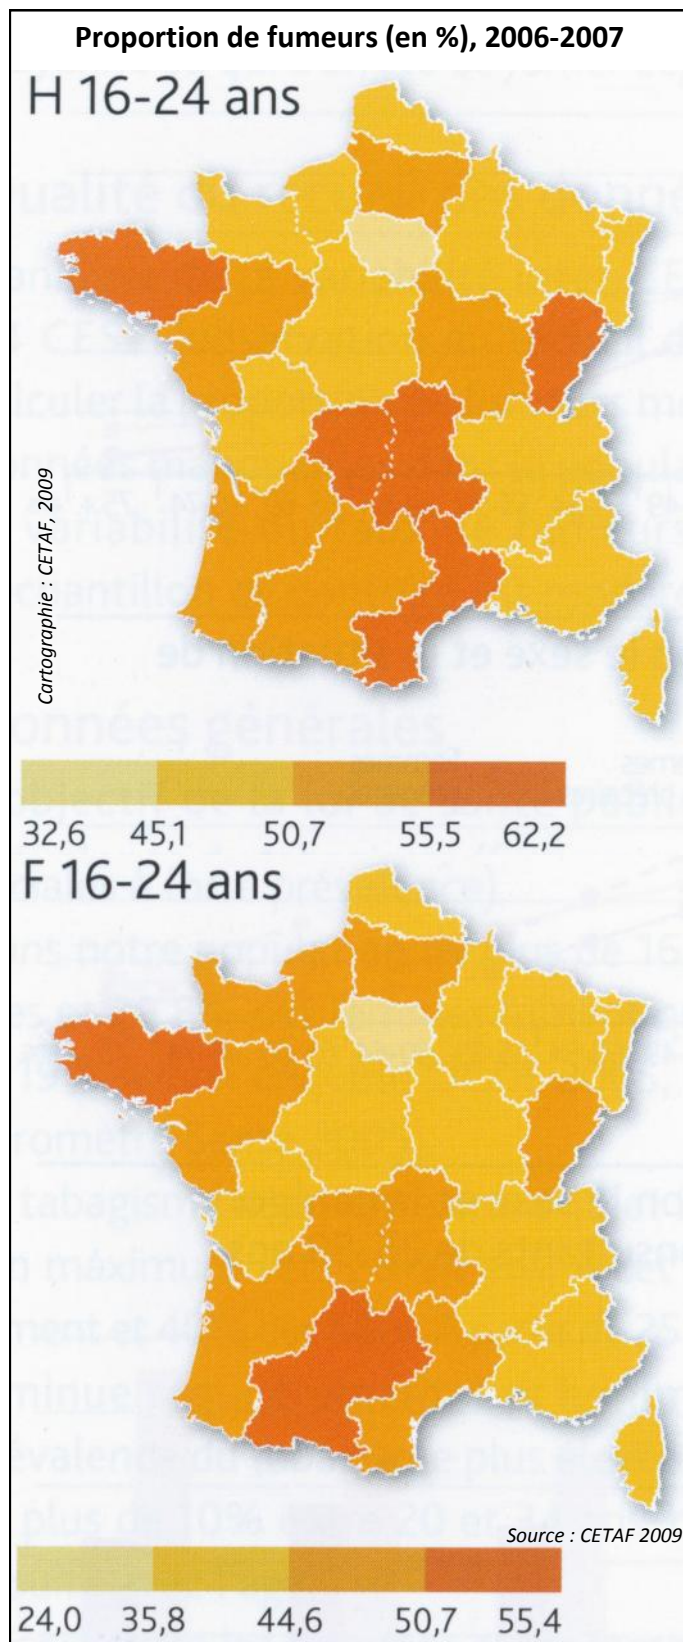 Proportion de fumeurs (en %), 2006-2007
H 16-24 ans
Cartographie : CETAF, 2009
32,6 45,1 50,7 55,5 62,2
F 16-24 ans
Source : CETAF 2009
24,0 35,8 44,6 50,7 55,4